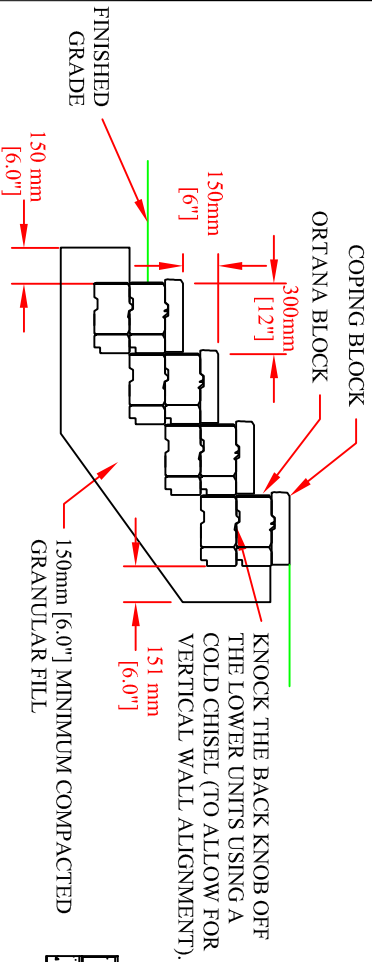 COPING BLOCK
ORTANA BLOCK
300mm
[12"]
150mm
[6"]
FINISHED
GRADE
150 mm
[6.0"]
KNOCK THE BACK KNOB OFF
THE LOWER UNITS USING A
COLD CHISEL (TO ALLOW FOR
VERTICAL WALL ALIGNMENT).
151 mm
[6.0"]
150mm [6.0"] MINIMUM COMPACTED
GRANULAR FILL